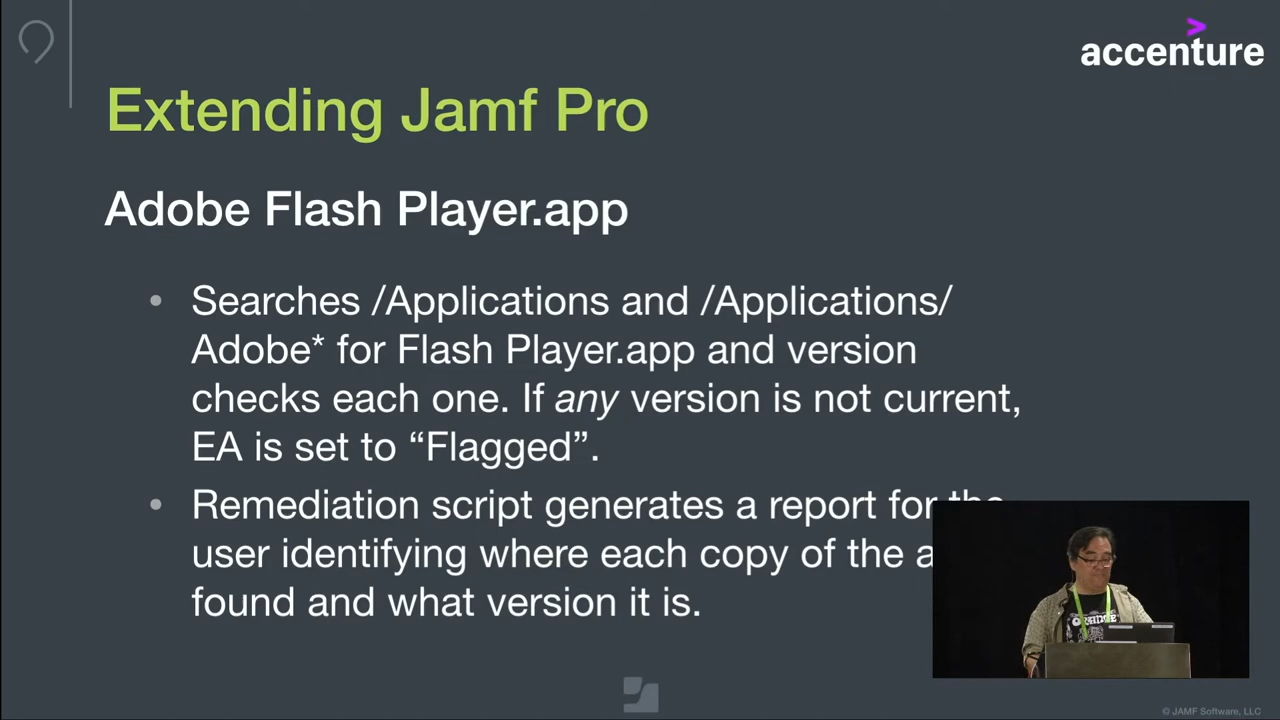 accenture
Extending Jamf Pro
Adobe Flash Player.app
• Searches /Applications and /Applications/
Adobe* for Flash Player.app and version
checks each one. If any version is not current,
EA is set to “Flagged”.
• Remediation script generates a report for the
user identifying where each copy of the
found and what version it is.
© JAMF Software, LLC